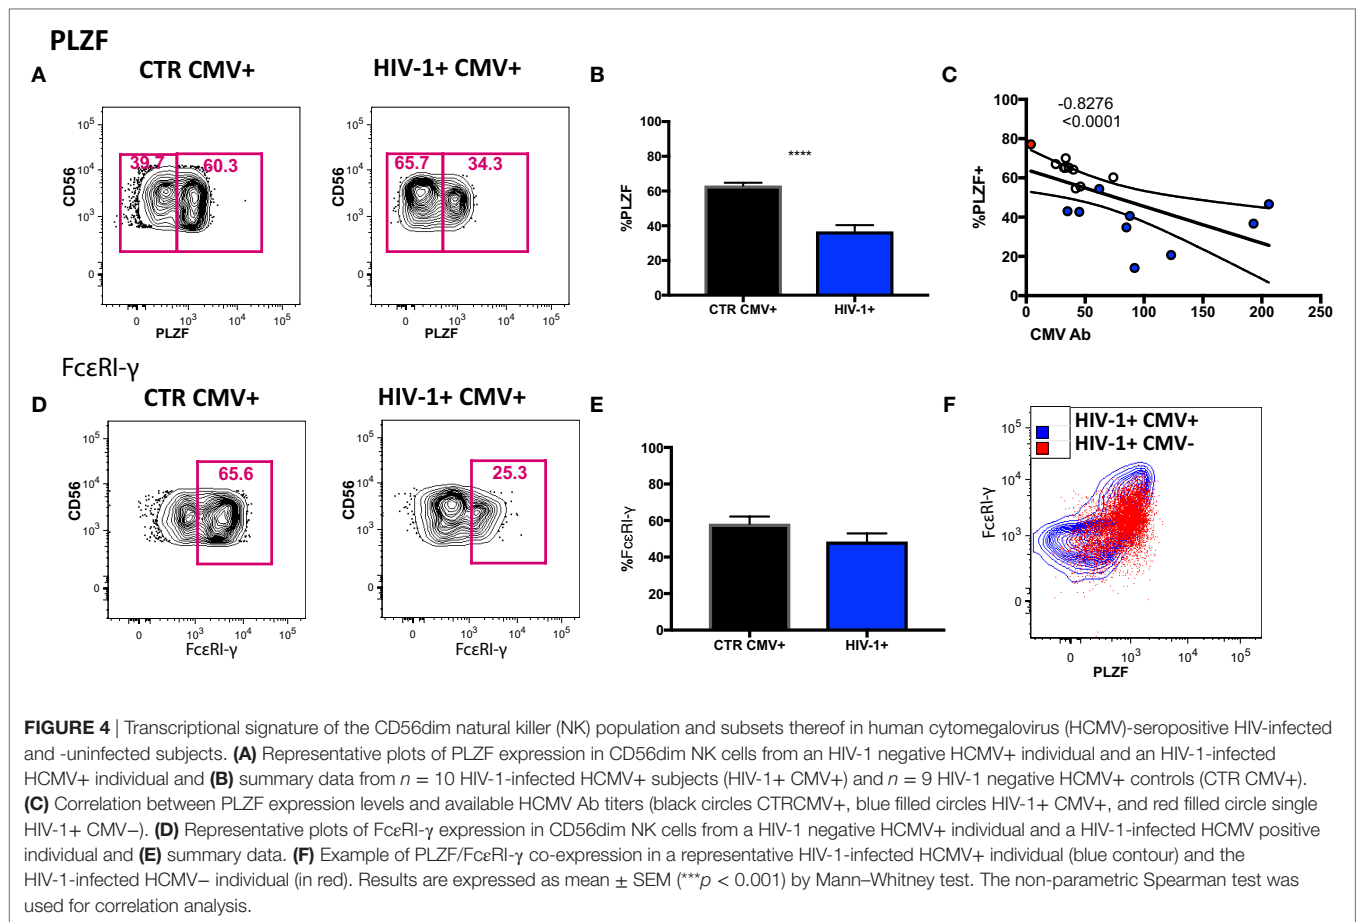 PLZF
A
CTR CMV+
HIV-1+ CMV+
CD56
10⁵
10⁴
10³
0
39.7
60.3
0
10³
10⁴
10⁵
PLZF
CD56
10⁵
10⁴
10³
0
65.7
34.3
0
10³
10⁴
10⁵
PLZF
B
%PLZF
100
80
60
40
20
0
****
CTR CMV+
HIV-1+
C
%PLZF+
100
80
60
40
20
0
-0.8276
<0.0001
0
50
100
150
200
250
CMV Ab
FcεRI-γ
D
CTR CMV+
HIV-1+ CMV+
CD56
10⁵
10⁴
10³
0
65.6
0
10³
10⁴
10⁵
FcεRI-γ
CD56
10⁵
10⁴
10³
0
25.3
0
10³
10⁴
10⁵
FcεRI-γ
E
%FcεRI-γ
100
80
60
40
20
0
CTR CMV+
HIV-1+
F
HIV-1+ CMV+
HIV-1+ CMV-
FcεRI-γ
10⁵
10⁴
10³
0
0
10³
10⁴
10⁵
PLZF
FIGURE 4 | Transcriptional signature of the CD56dim natural killer (NK) population and subsets thereof in human cytomegalovirus (HCMV)-seropositive HIV-infected
and -uninfected subjects. (A) Representative plots of PLZF expression in CD56dim NK cells from an HIV-1 negative HCMV+ individual and an HIV-1-infected
HCMV+ individual and (B) summary data from n = 10 HIV-1-infected HCMV+ subjects (HIV-1+ CMV+) and n = 9 HIV-1 negative HCMV+ controls (CTR CMV+).
(C) Correlation between PLZF expression levels and available HCMV Ab titers (black circles CTRCMV+, blue filled circles HIV-1+ CMV+, and red filled circle single
HIV-1+ CMV−). (D) Representative plots of FcεRI-γ expression in CD56dim NK cells from a HIV-1 negative HCMV+ individual and a HIV-1-infected HCMV positive
individual and (E) summary data. (F) Example of PLZF/FcεRI-γ co-expression in a representative HIV-1-infected HCMV+ individual (blue contour) and the
HIV-1-infected HCMV− individual (in red). Results are expressed as mean ± SEM (***p < 0.001) by Mann–Whitney test. The non-parametric Spearman test was
used for correlation analysis.